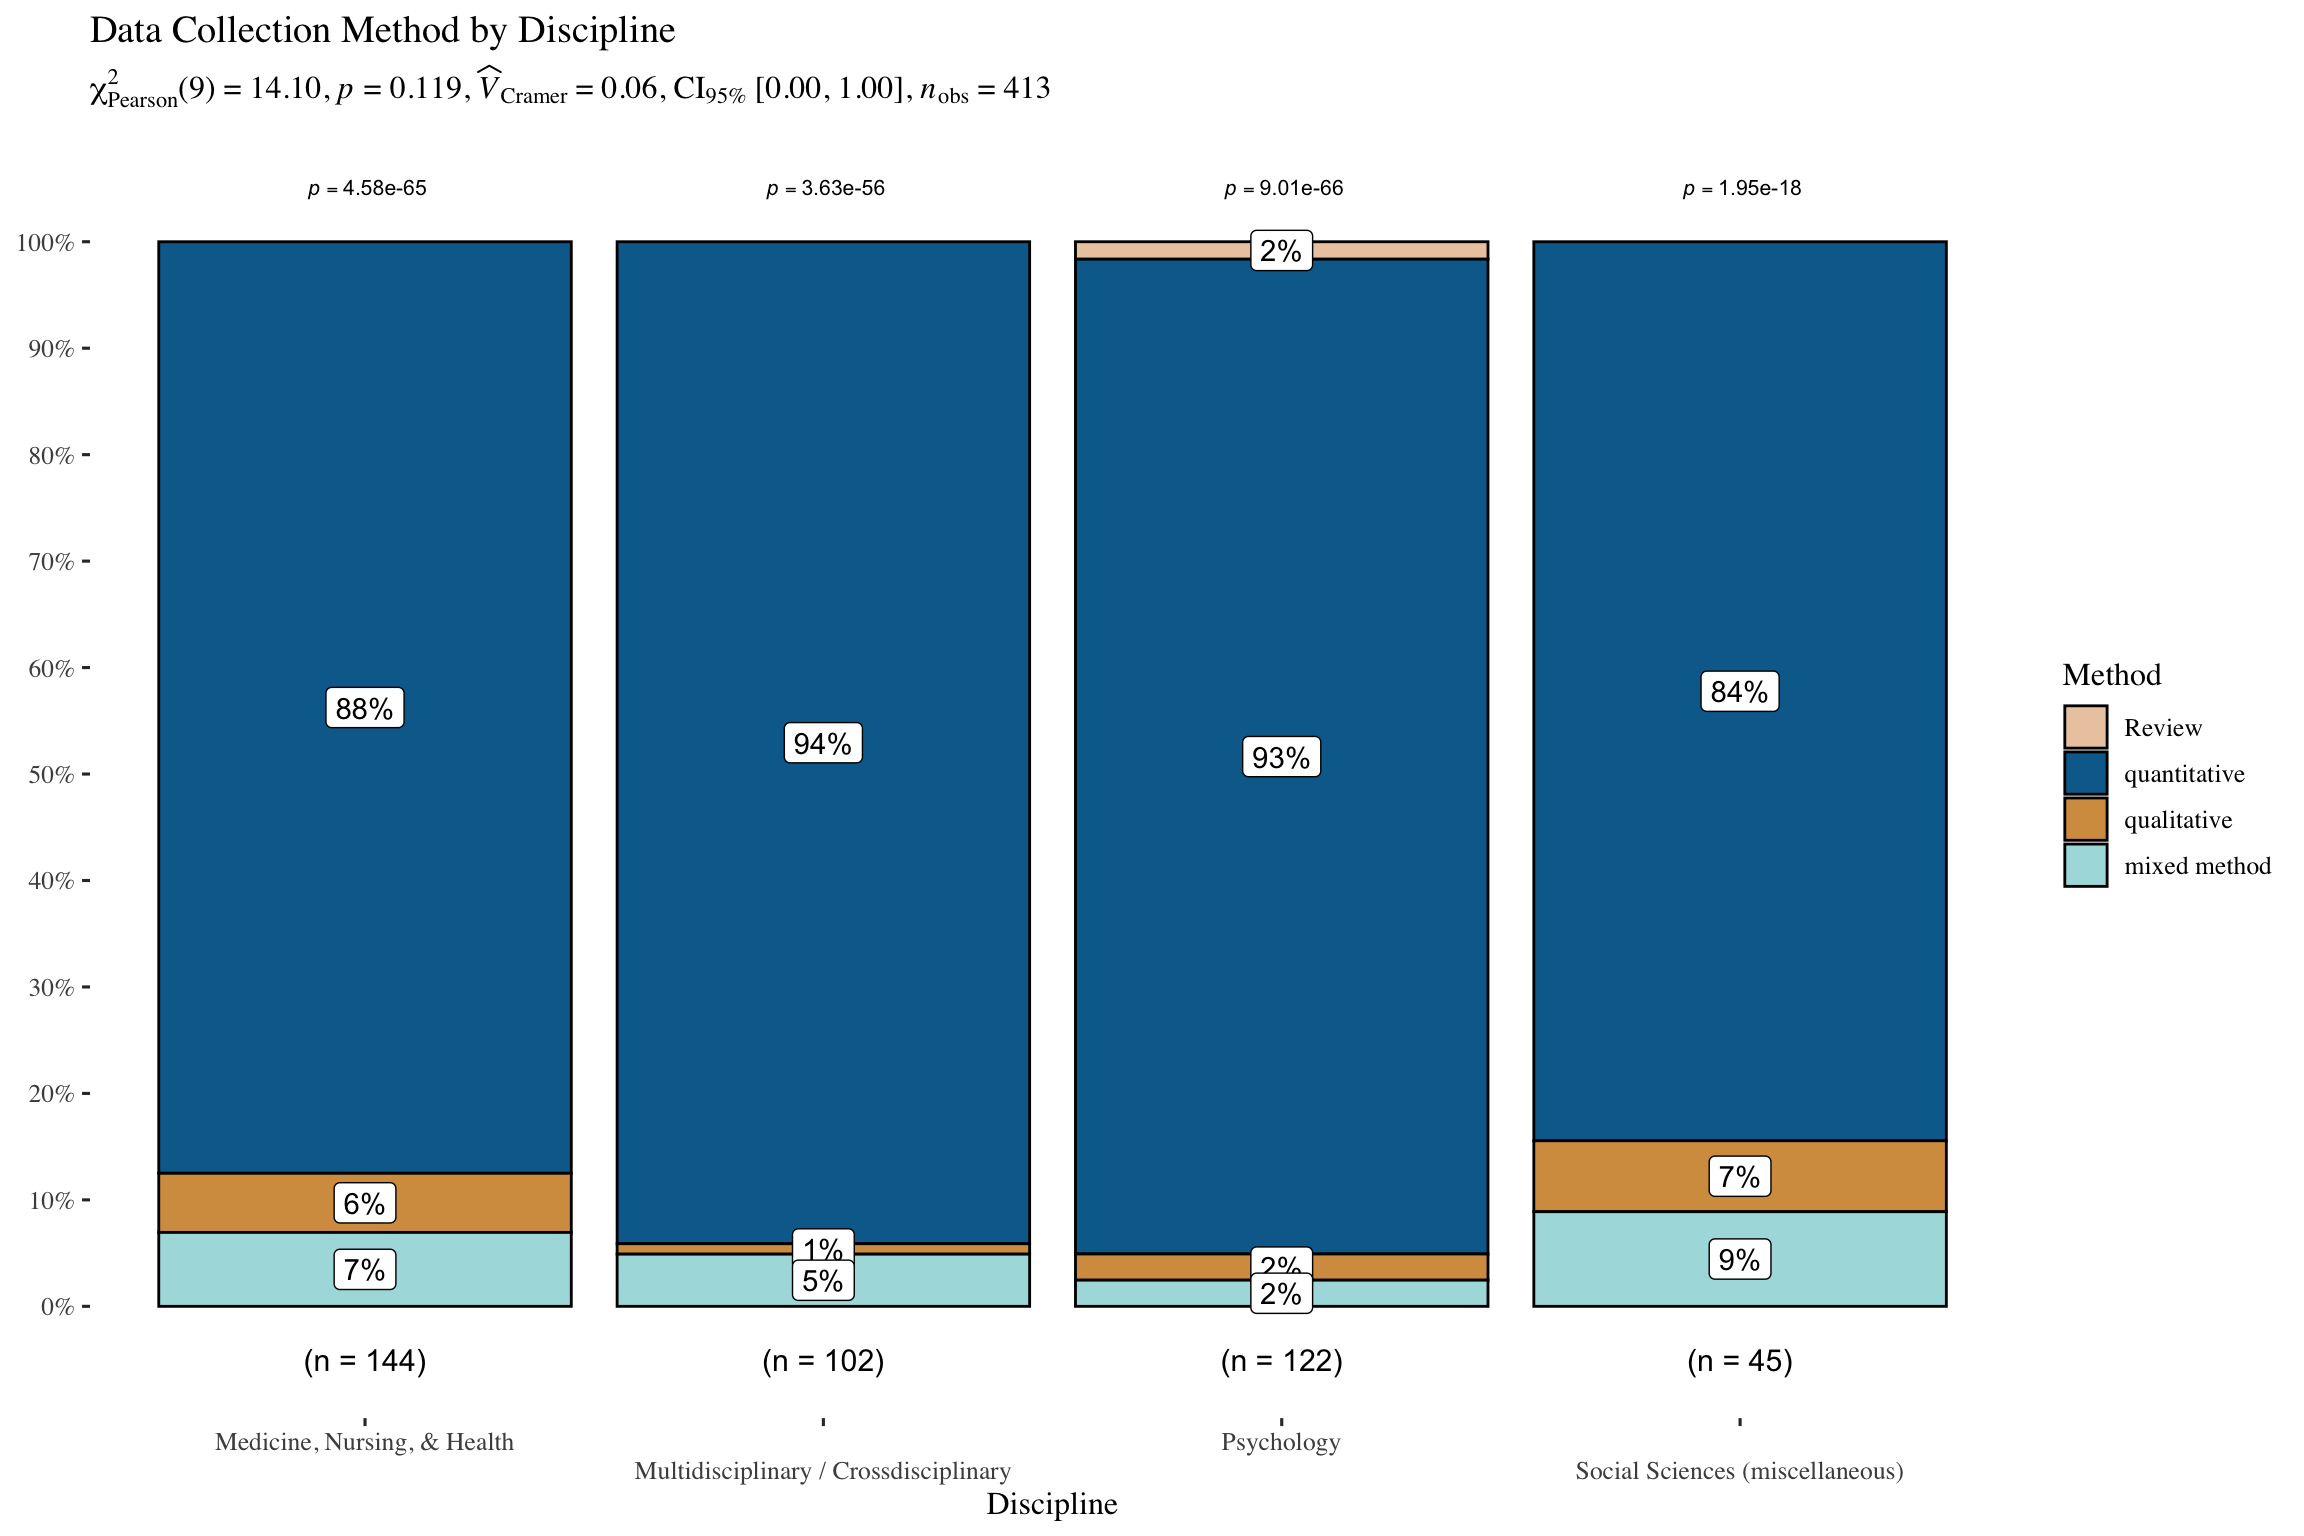 Data Collection Method by Discipline
χ²Pearson(9) = 14.10, p = 0.119, V̂Cramer = 0.06, CI95% [0.00, 1.00], nobs = 413
p = 4.58e-65 p = 3.63e-56 p = 9.01e-66 p = 1.95e-18
100%
90%
80%
70%
60%
50%
40%
30%
20%
10%
0%
88%
6%
7%
94%
1%
5%
2%
93%
2%
2%
84%
7%
9%
(n = 144) (n = 102) (n = 122) (n = 45)
Medicine, Nursing, & Health
Multidisciplinary / Crossdisciplinary
Psychology
Social Sciences (miscellaneous)
Discipline
Method
Review
quantitative
qualitative
mixed method